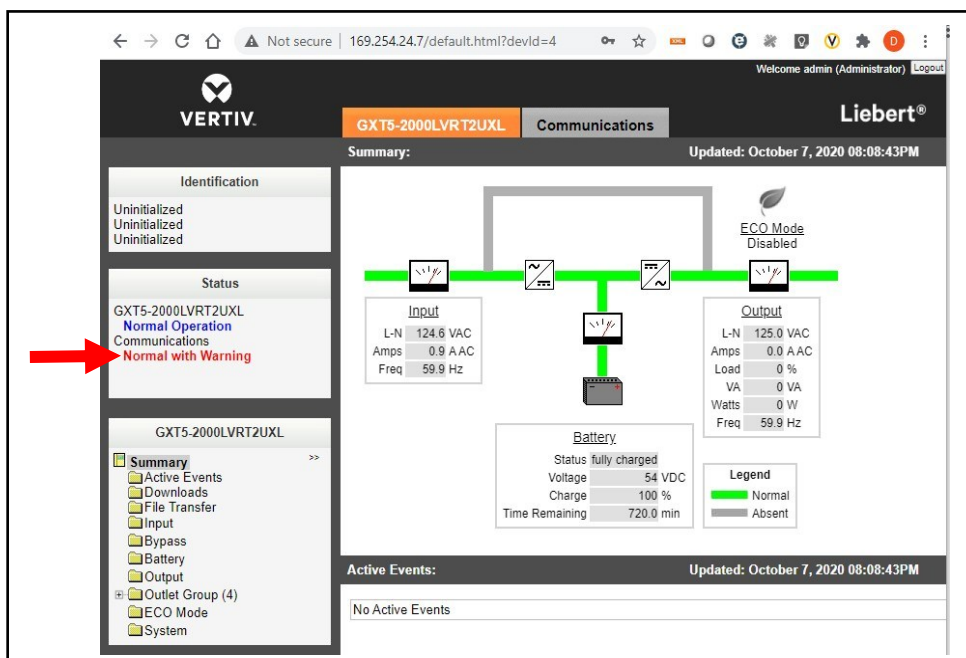 Not secure | 169.254.24.7/default.html?devId=4
Welcome admin (Administrator) Logout
VERTIV.
GXT5-2000LVRT2UXL Communications
Liebert®
Summary: Updated: October 7, 2020 08:08:43PM
Identification
Uninitialized
Uninitialized
Uninitialized
Status
GXT5-2000LVRT2UXL
Normal Operation
Communications
Normal with Warning
GXT5-2000LVRT2UXL
Summary >>
Active Events
Downloads
File Transfer
Input
Bypass
Battery
Output
Outlet Group (4)
ECO Mode
System
ECO Mode
Disabled
Input
L-N 124.6 VAC
Amps 0.9 A AC
Freq 59.9 Hz
Output
L-N 125.0 VAC
Amps 0.0 A AC
Load 0 %
VA 0 VA
Watts 0 W
Freq 59.9 Hz
Battery
Status fully charged
Voltage 54 VDC
Charge 100 %
Time Remaining 720.0 min
Legend
Normal
Absent
Active Events: Updated: October 7, 2020 08:08:43PM
No Active Events